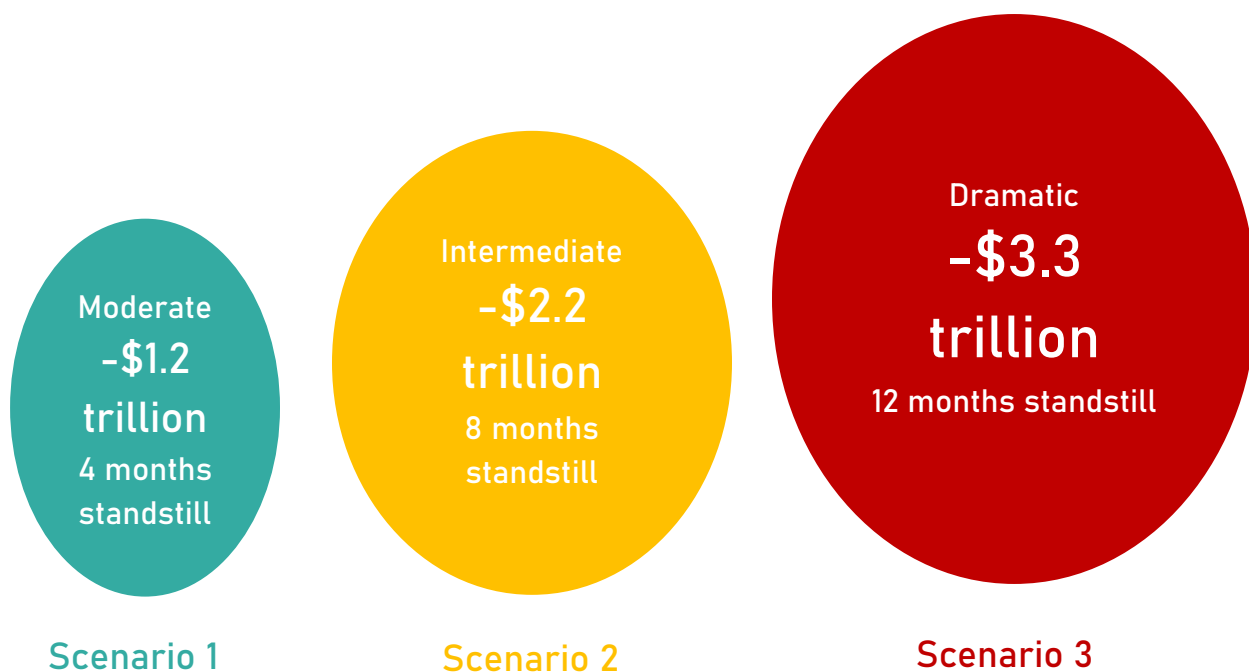 Moderate
-$1.2
trillion
4 months
standstill
Scenario 1
Intermediate
-$2.2
trillion
8 months
standstill
Scenario 2
Dramatic
-$3.3
trillion
12 months standstill
Scenario 3